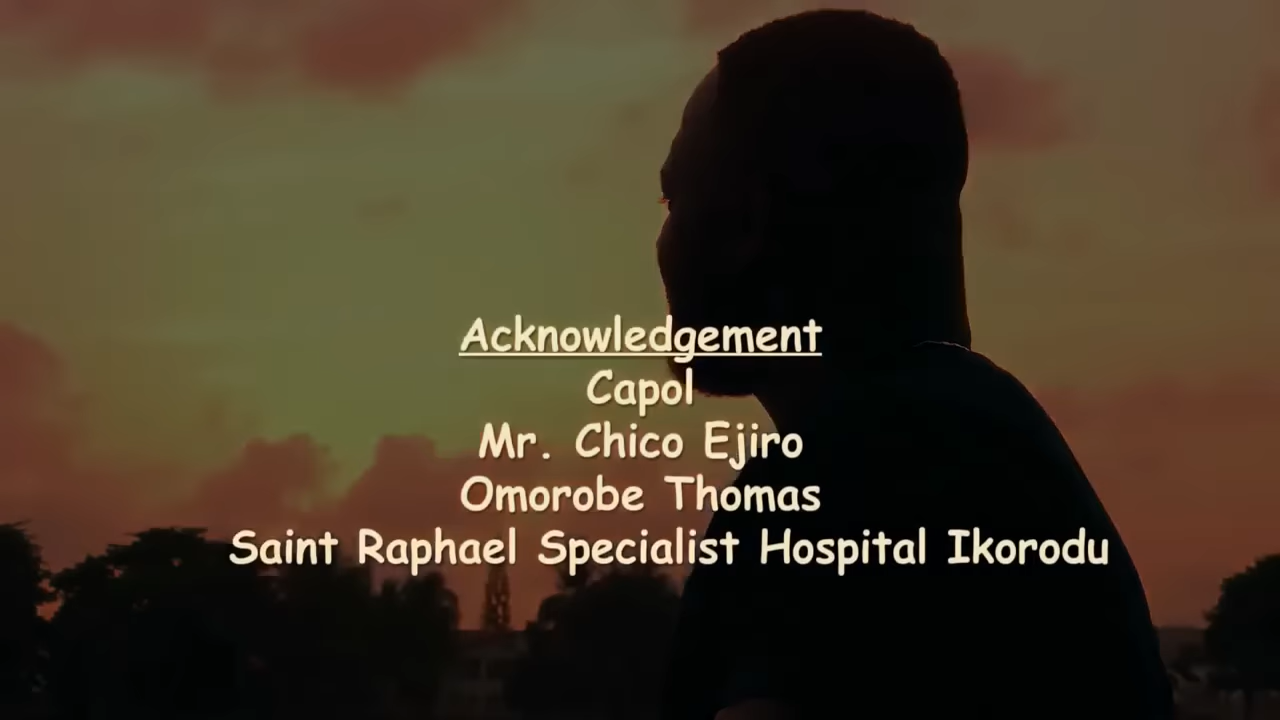 Acknowledgement
Capol
Mr. Chico Ejiro
Omorobe Thomas
Saint Raphael Specialist Hospital Ikorodu